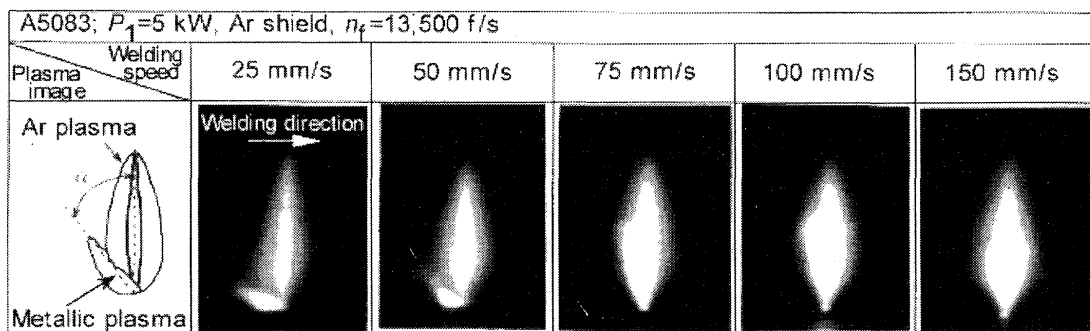 A5083; P1=5 kW, Ar shield, nf=13,500 f/s
Welding speed
Plasma image
25 mm/s
50 mm/s
75 mm/s
100 mm/s
150 mm/s
Ar plasma
Welding direction
α
Metallic plasma